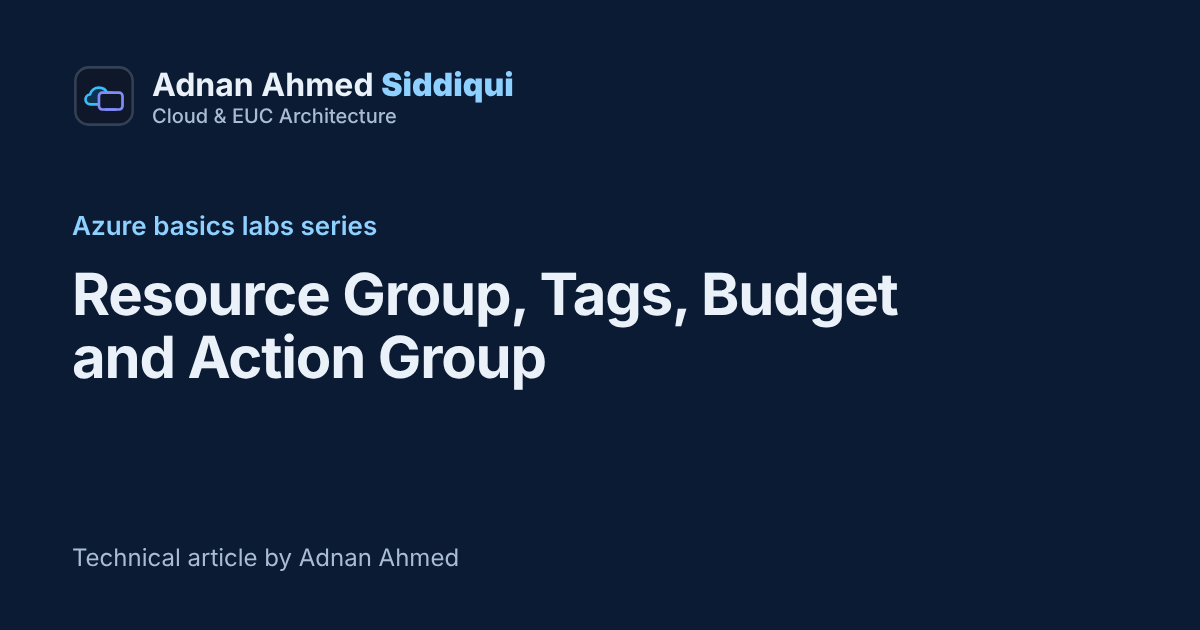 Adnan Ahmed Siddiqui
Cloud & EUC Architecture
Azure basics labs series
Resource Group, Tags, Budget
and Action Group
Technical article by Adnan Ahmed